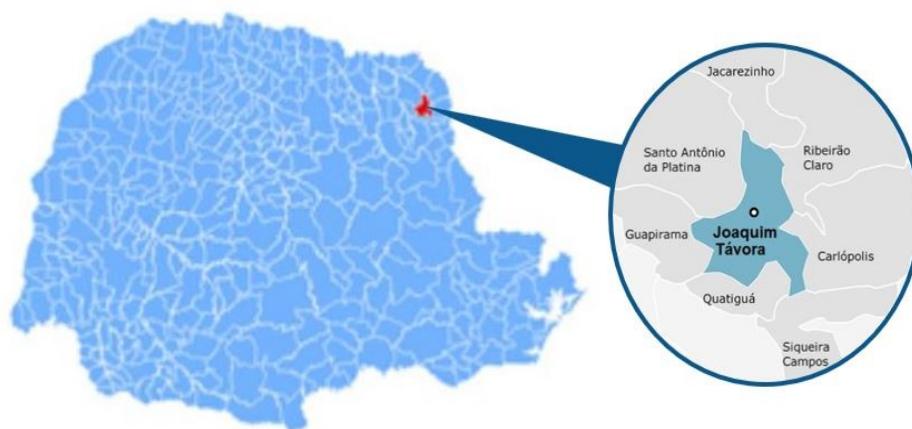 Jacarezinho
Santo Antônio
da Platina
Ribeirão
Claro
Guapirama
Joaquim
Távora
Carlópolis
Quatiguá
Siqueira
Campos